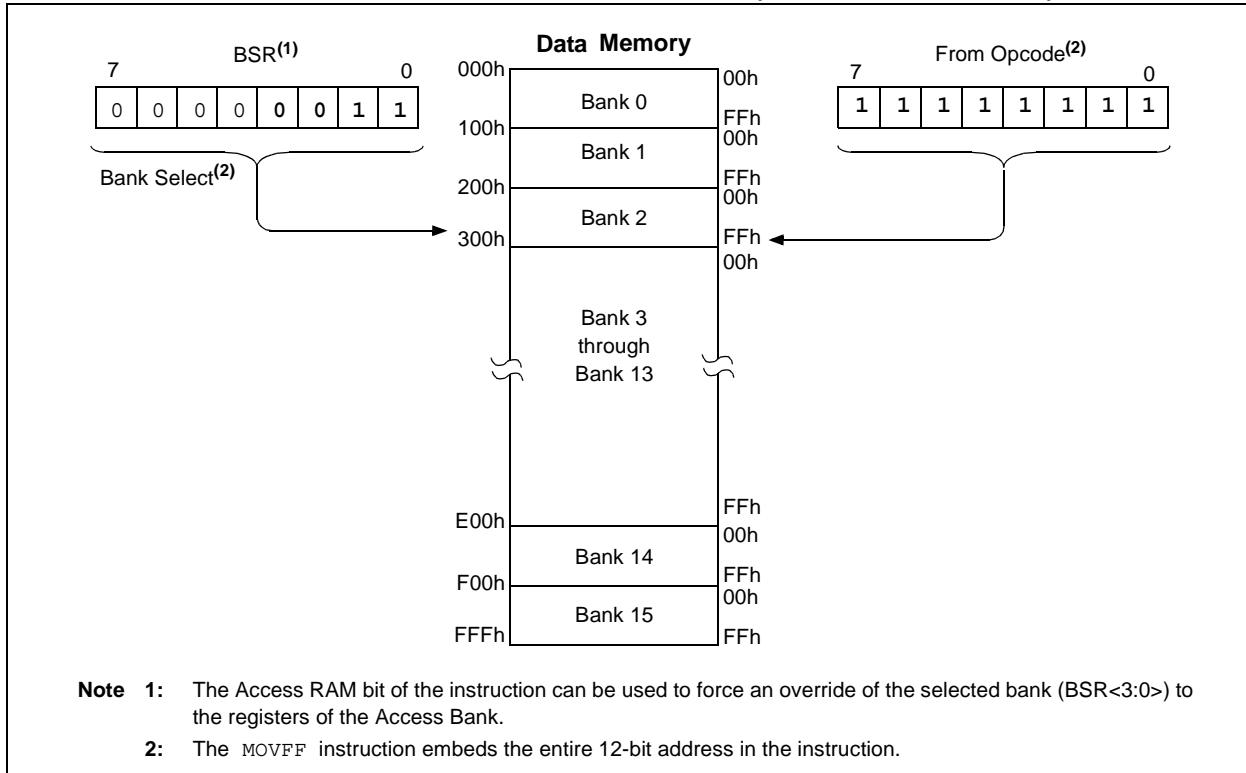 BSR(1)
7 0
0 0 0 0 0 0 1 1
Bank Select(2)
Data Memory
000h
00h
Bank 0
FFh
100h
00h
Bank 1
FFh
200h
00h
Bank 2
FFh
300h
00h
Bank 3
through
Bank 13
FFh
E00h
00h
Bank 14
FFh
F00h
00h
Bank 15
FFFh
FFh
From Opcode(2)
7 0
1 1 1 1 1 1 1 1
Note 1: The Access RAM bit of the instruction can be used to force an override of the selected bank (BSR<3:0>) to
the registers of the Access Bank.
2: The MOVFF instruction embeds the entire 12-bit address in the instruction.